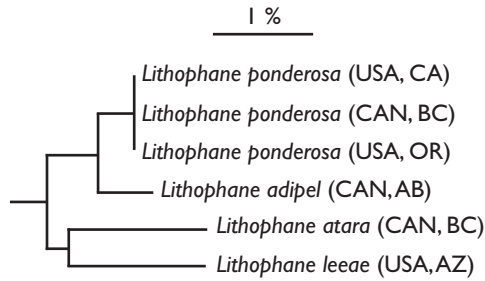 1 %
Lithophane ponderosa (USA, CA)
Lithophane ponderosa (CAN, BC)
Lithophane ponderosa (USA, OR)
Lithophane adipel (CAN, AB)
Lithophane atara (CAN, BC)
Lithophane leeae (USA, AZ)